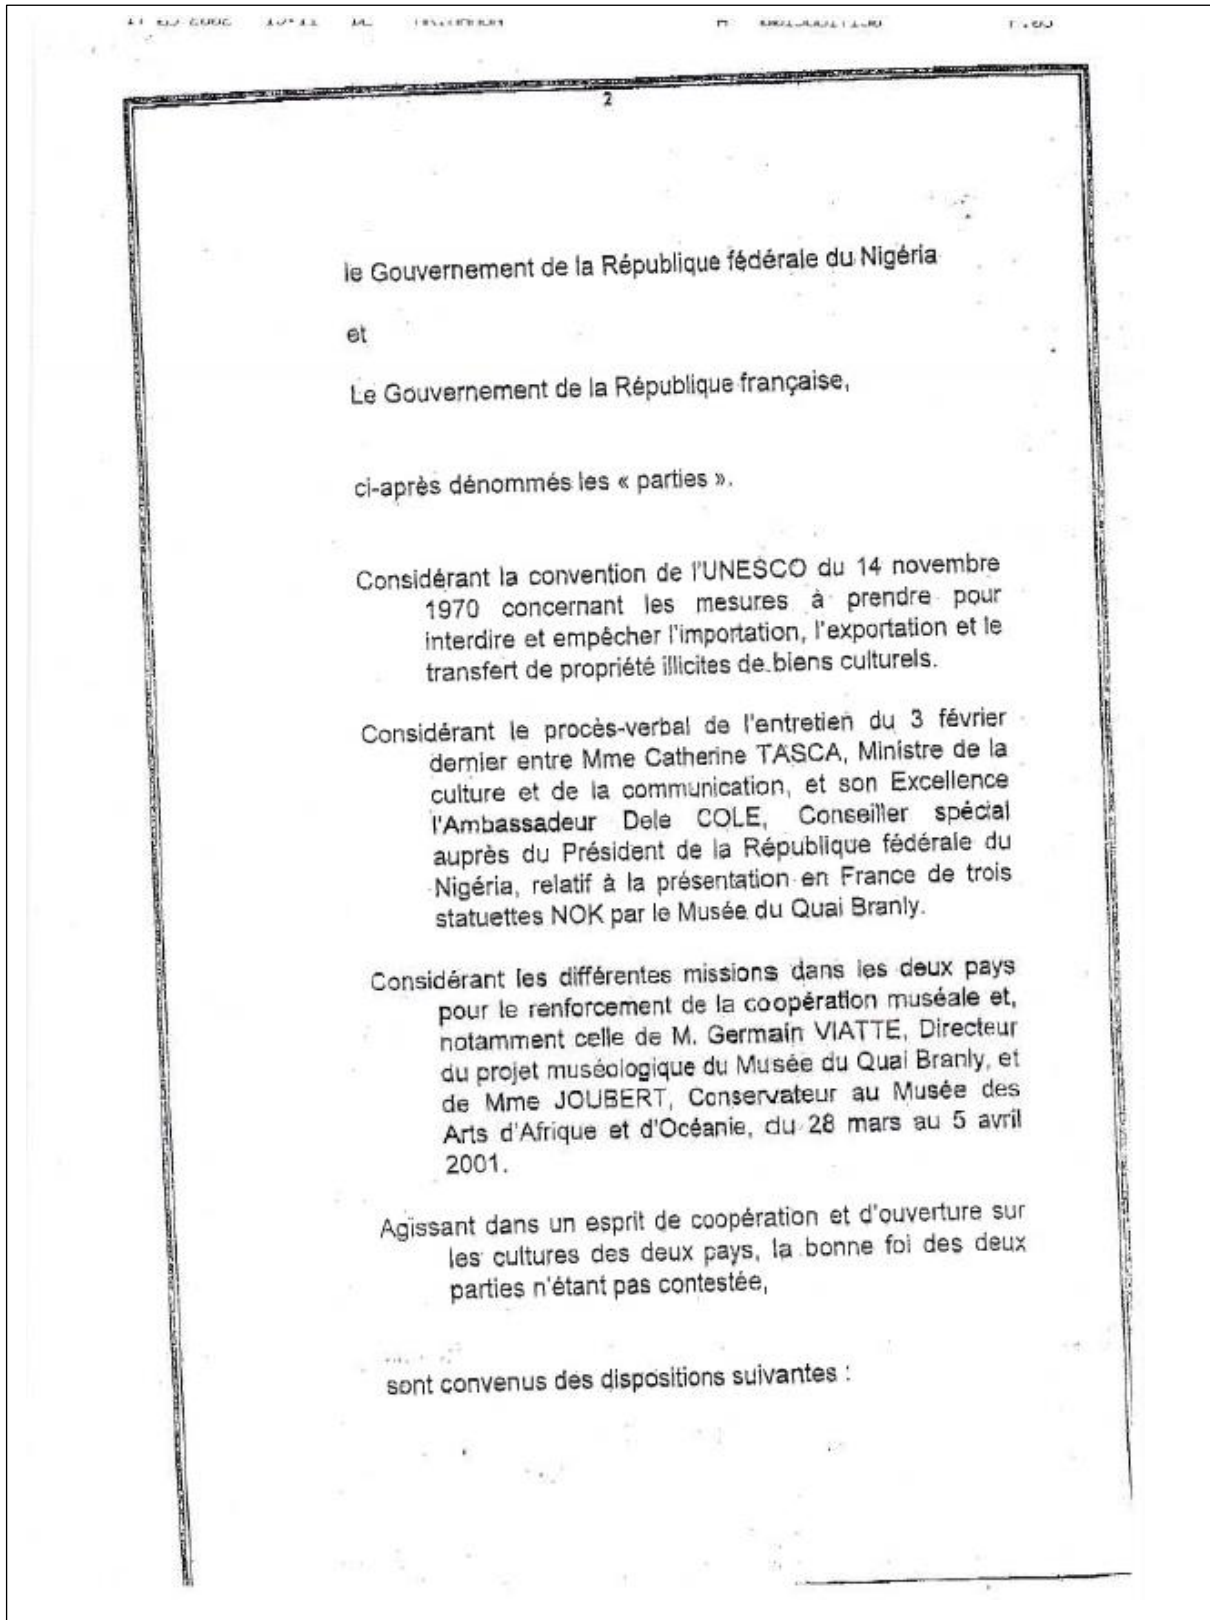 2
le Gouvernement de la République fédérale du Nigéria
et
Le Gouvernement de la République française,
ci-après dénommés les « parties ».
Considérant la convention de l'UNESCO du 14 novembre
1970 concernant les mesures à prendre pour
interdire et empêcher l'importation, l'exportation et le
transfert de propriété illicites de biens culturels.
Considérant le procès-verbal de l'entretien du 3 février
dernier entre Mme Catherine TASCA, Ministre de la
culture et de la communication, et son Excellence
l'Ambassadeur Dele COLE, Conseiller spécial
auprès du Président de la République fédérale du
Nigéria, relatif à la présentation en France de trois
statuettes NOK par le Musée du Quai Branly.
Considérant les différentes missions dans les deux pays
pour le renforcement de la coopération muséale et,
notamment celle de M. Germain VIATTE, Directeur
du projet muséologique du Musée du Quai Branly, et
de Mme JOUBERT, Conservateur au Musée des
Arts d'Afrique et d'Océanie, du 28 mars au 5 avril
2001.
Agissant dans un esprit de coopération et d'ouverture sur
les cultures des deux pays, la bonne foi des deux
parties n'étant pas contestée,
sont convenus des dispositions suivantes :